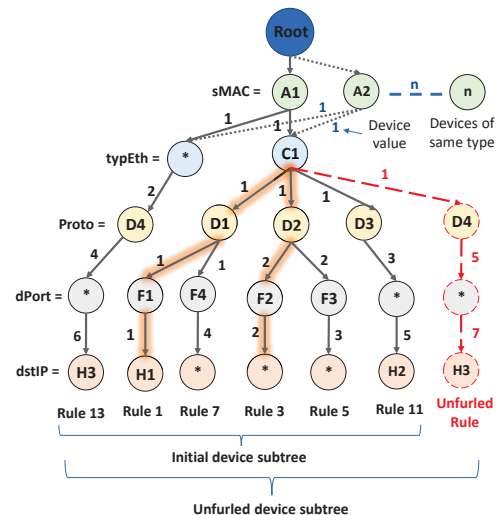 Root
sMAC = A1 A2 n n
1 1 1 1 Device Devices of
value same type
typEth = * C1
2 1 1 1 1
Proto = D4 D1 D2 D3 D4
4 1 1 2 2 3 5
dPort = * F1 F4 F2 F3 * *
6 1 4 2 3 5 7
dstIP = H3 H1 * * * H2 H3
Rule 13 Rule 1 Rule 7 Rule 3 Rule 5 Rule 11 Unfurled
Rule
Initial device subtree
Unfurled device subtree